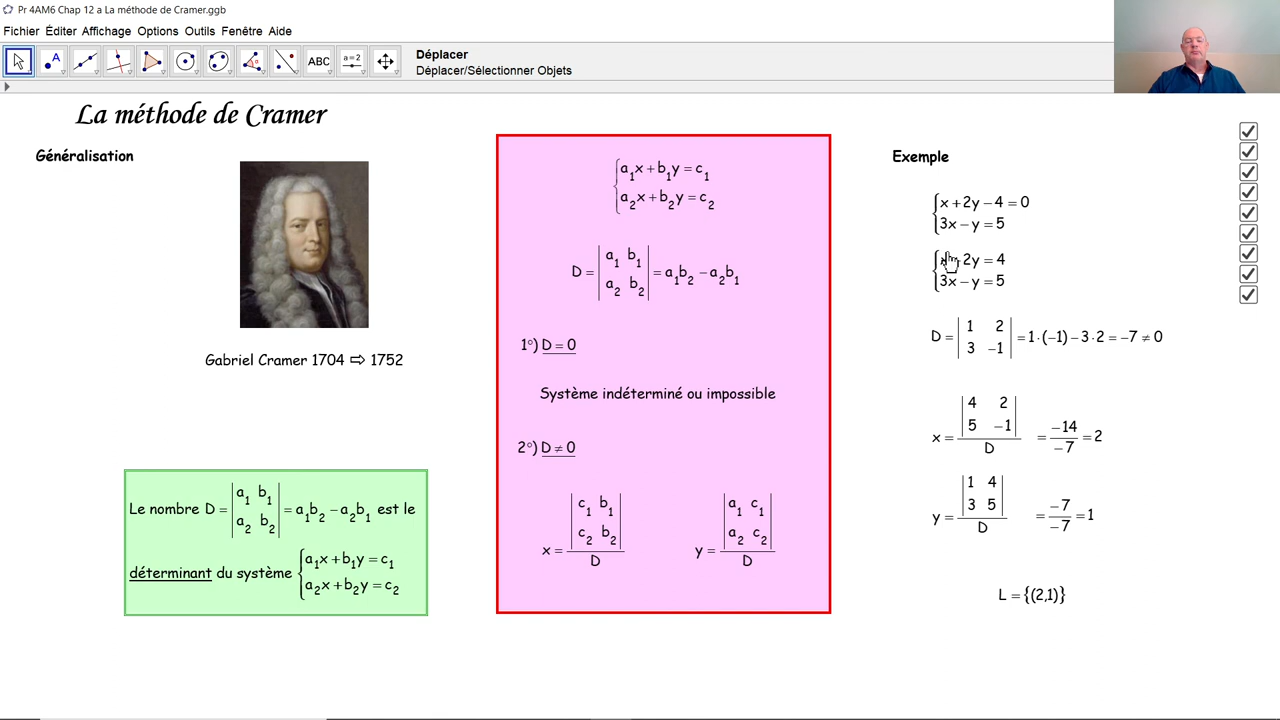 Pr 4AM6 Chap 12 a La méthode de Cramer.ggb
Fichier Éditer Affichage Options Outils Fenêtre Aide
ABC
a=2
Déplacer
Déplacer/Sélectionner Objets
La méthode de Cramer
Généralisation
Gabriel Cramer 1704 ⇨ 1752
Le nombre D = | a₁ b₁ |
| a₂ b₂ | = a₁b₂ − a₂b₁ est le
déterminant du système { a₁x + b₁y = c₁
a₂x + b₂y = c₂
{ a₁x + b₁y = c₁
a₂x + b₂y = c₂
D = | a₁ b₁ |
| a₂ b₂ | = a₁b₂ − a₂b₁
1°) D = 0
Système indéterminé ou impossible
2°) D ≠ 0
x = | c₁ b₁ |
| c₂ b₂ |
D
y = | a₁ c₁ |
| a₂ c₂ |
D
Exemple
{ x + 2y − 4 = 0
3x − y = 5
{ 2y = 4
3x − y = 5
D = | 1 2 |
| 3 −1 | = 1·(−1) − 3·2 = −7 ≠ 0
x = | 4 2 |
| 5 −1 |
D
= −14 / −7 = 2
y = | 1 4 |
| 3 5 |
D
= −7 / −7 = 1
L = {(2,1)}